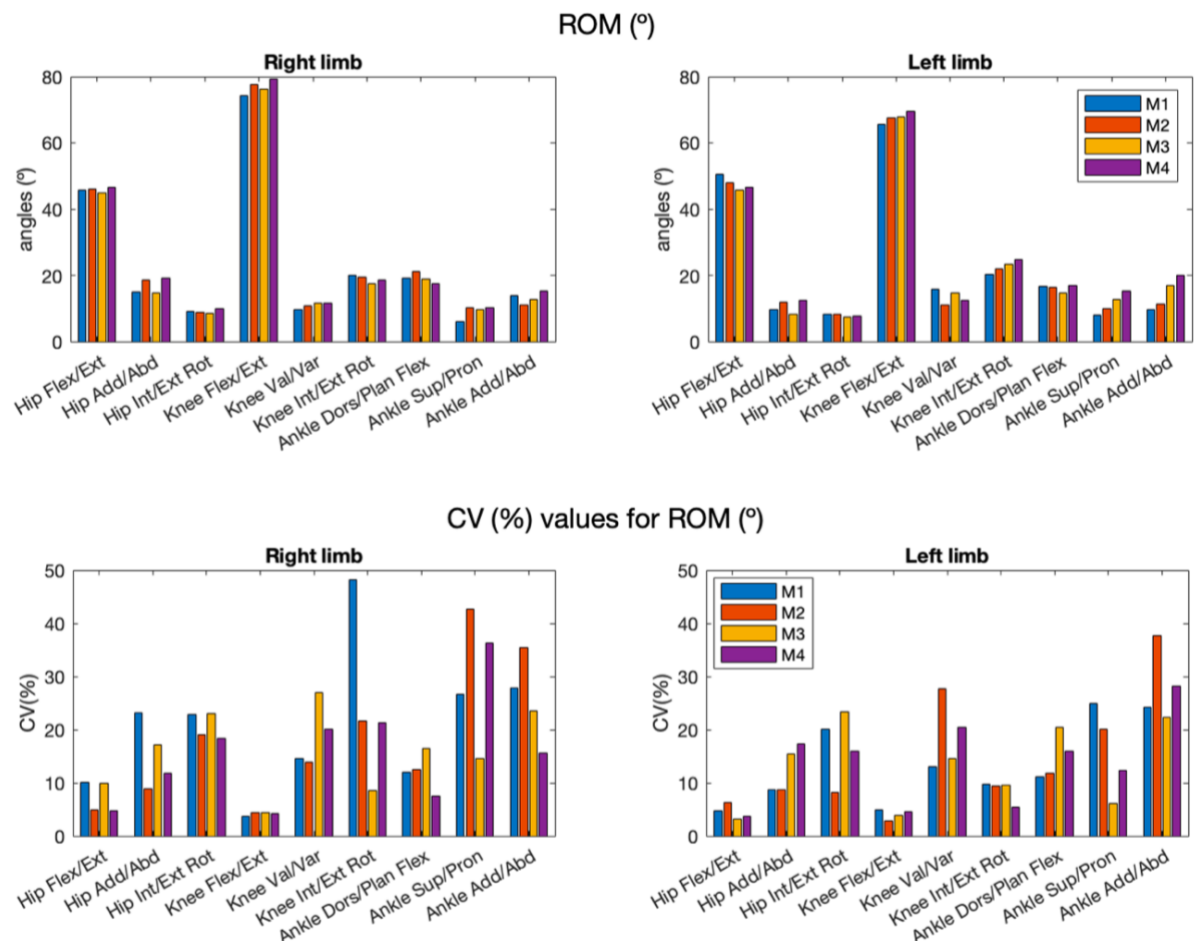 ROM (º)
Right limb
80
60
40
20
0
angles (º)
Hip Flex/Ext
Hip Add/Abd
Hip Int/Ext Rot
Knee Flex/Ext
Knee Val/Var
Knee Int/Ext Rot
Ankle Dors/Plan Flex
Ankle Sup/Pron
Ankle Add/Abd
Left limb
80
60
40
20
0
angles (º)
M1
M2
M3
M4
Hip Flex/Ext
Hip Add/Abd
Hip Int/Ext Rot
Knee Flex/Ext
Knee Val/Var
Knee Int/Ext Rot
Ankle Dors/Plan Flex
Ankle Sup/Pron
Ankle Add/Abd
CV (%) values for ROM (º)
Right limb
50
40
30
20
10
0
CV(%)
Hip Flex/Ext
Hip Add/Abd
Hip Int/Ext Rot
Knee Flex/Ext
Knee Val/Var
Knee Int/Ext Rot
Ankle Dors/Plan Flex
Ankle Sup/Pron
Ankle Add/Abd
Left limb
50
40
30
20
10
0
CV(%)
M1
M2
M3
M4
Hip Flex/Ext
Hip Add/Abd
Hip Int/Ext Rot
Knee Flex/Ext
Knee Val/Var
Knee Int/Ext Rot
Ankle Dors/Plan Flex
Ankle Sup/Pron
Ankle Add/Abd